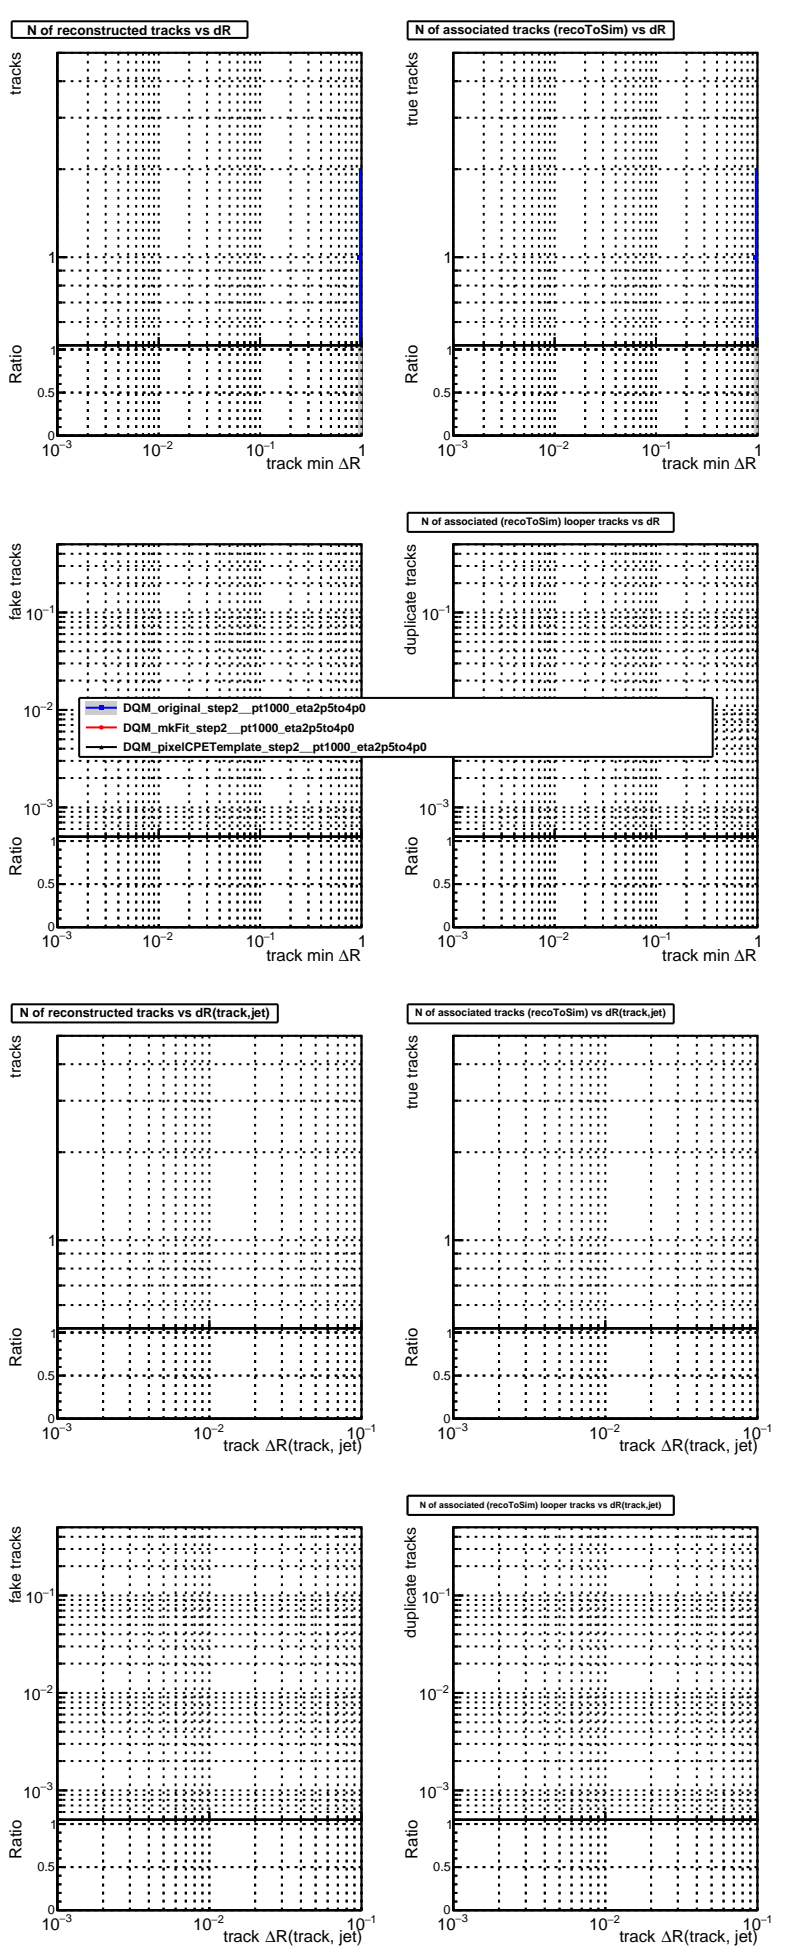 N of reconstructed tracks vs dR
tracks
1
Ratio
1
0.5
0
10−3
10−2
10−1
1
track min ΔR
N of associated tracks (recoToSim) vs dR
true tracks
1
Ratio
1
0.5
0
10−3
10−2
10−1
1
track min ΔR
fake tracks
10−1
10−2
10−3
Ratio
1
0.5
0
10−3
10−2
10−1
1
track min ΔR
N of associated (recoToSim) looper tracks vs dR
duplicate tracks
10−1
10−3
Ratio
1
0.5
0
10−3
10−2
10−1
1
track min ΔR
DQM_original_step2__pt1000_eta2p5to4p0
DQM_mkFit_step2__pt1000_eta2p5to4p0
DQM_pixelCPETemplate_step2__pt1000_eta2p5to4p0
N of reconstructed tracks vs dR(track,jet)
tracks
1
Ratio
1
0.5
0
10−3
10−2
10−1
track ΔR(track, jet)
N of associated tracks (recoToSim) vs dR(track,jet)
true tracks
1
Ratio
1
0.5
0
10−3
10−2
10−1
track ΔR(track, jet)
fake tracks
10−1
10−2
10−3
Ratio
1
0.5
0
10−3
10−2
10−1
track ΔR(track, jet)
N of associated (recoToSim) looper tracks vs dR(track,jet)
duplicate tracks
10−1
10−2
10−3
Ratio
1
0.5
0
10−3
10−2
10−1
track ΔR(track, jet)